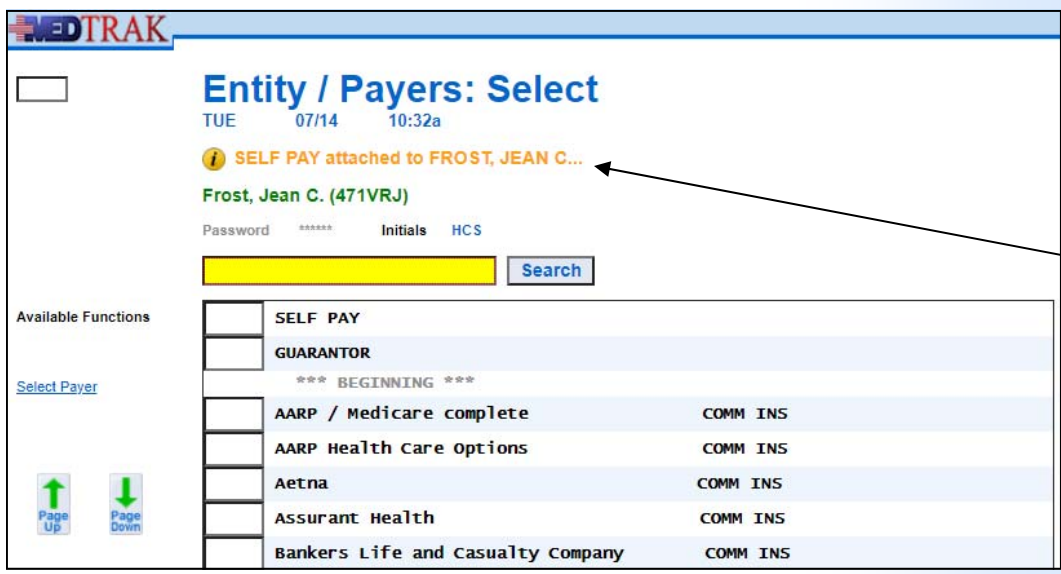 MEDTRAK
Entity / Payers: Select
TUE 07/14 10:32a
i SELF PAY attached to FROST, JEAN C...
Frost, Jean C. (471VRJ)
Password ****** Initials HCS
Search
Available Functions
SELF PAY
GUARANTOR
Select Payer
*** BEGINNING ***
AARP / Medicare complete COMM INS
AARP Health Care Options COMM INS
Aetna COMM INS
Assurant Health COMM INS
Bankers Life and Casualty Company COMM INS
Page Up
Page Down